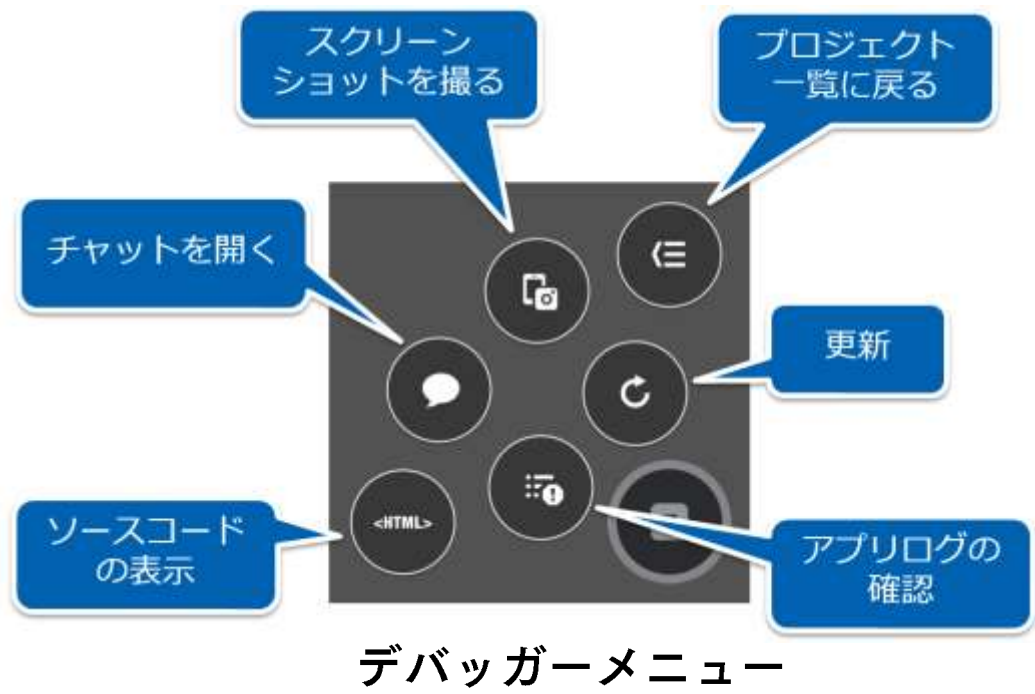 スクリーン
ショットを撮る
プロジェクト
一覧に戻る
チャットを開く
更新
<HTML>
ソースコード
の表示
アプリログの
確認
デバッガーメニュー